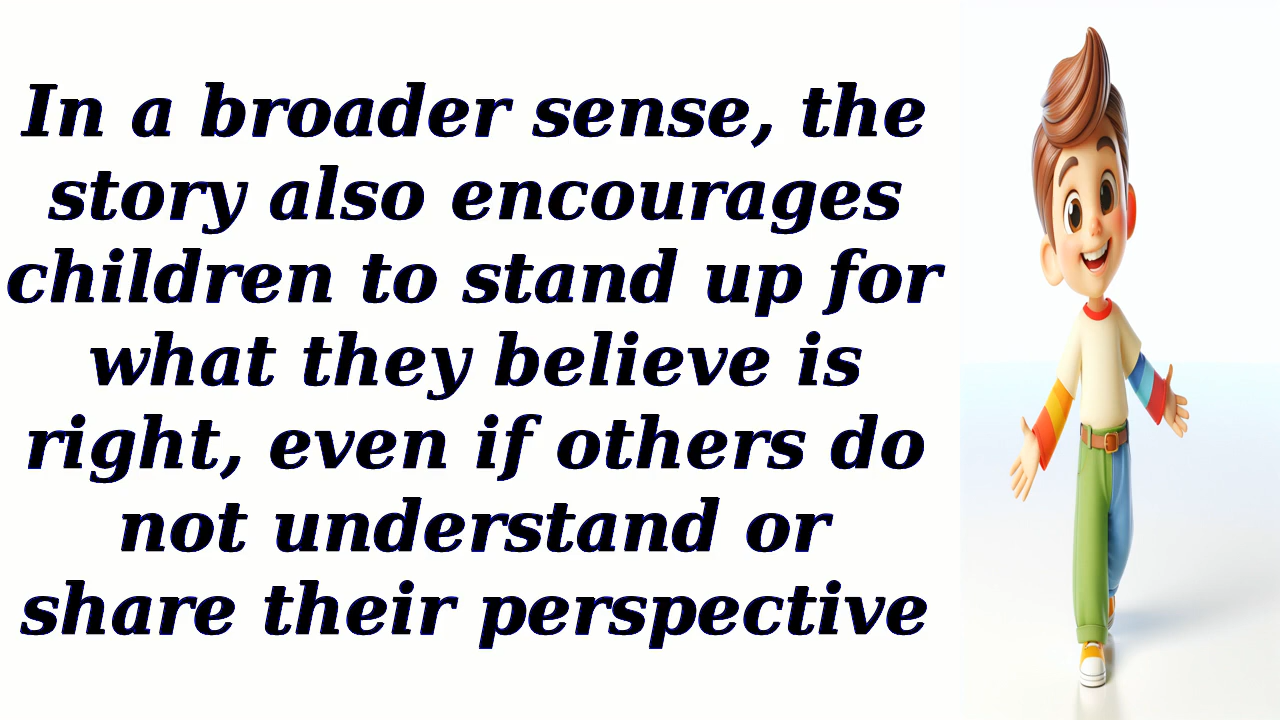 In a broader sense, the
story also encourages
children to stand up for
what they believe is
right, even if others do
not understand or
share their perspective